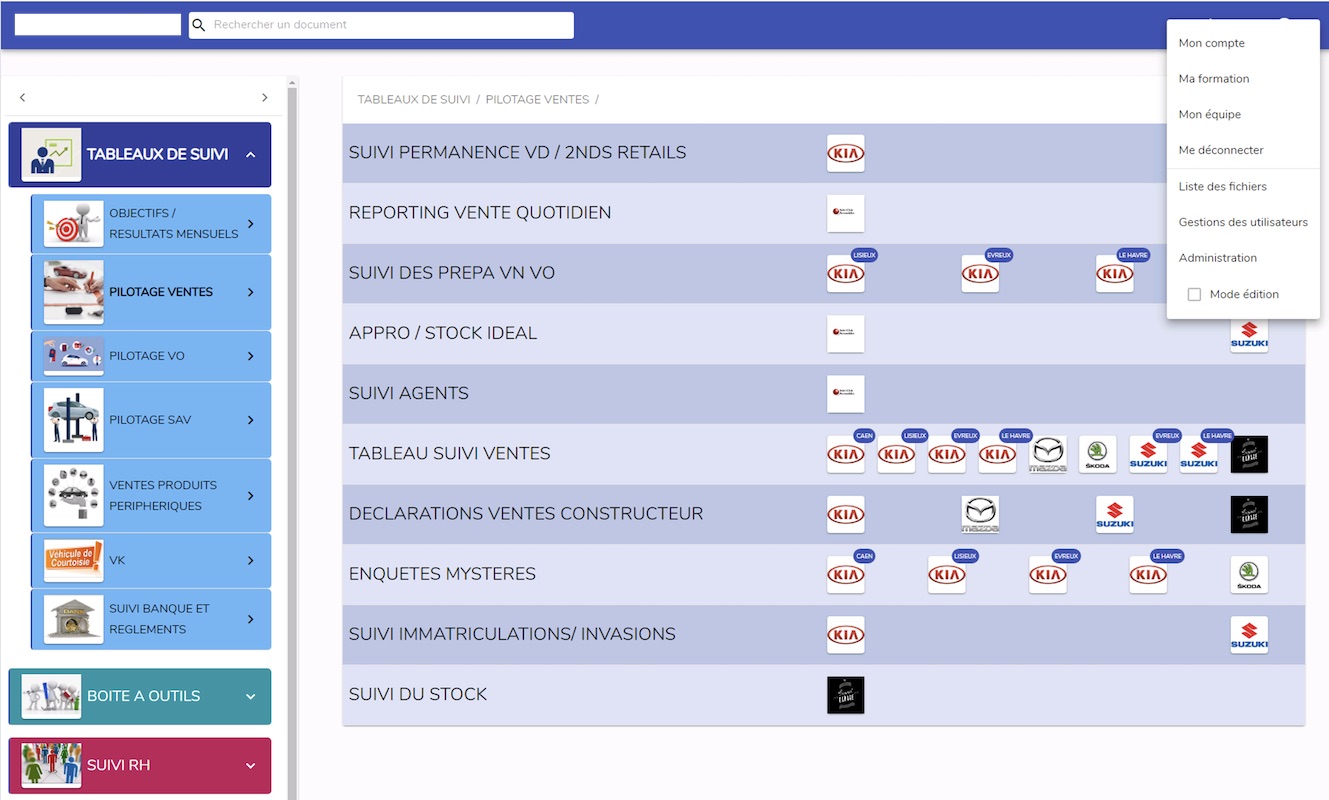 Rechercher un document
Mon compte
Ma formation
Mon équipe
Me déconnecter
Liste des fichiers
Gestions des utilisateurs
Administration
Mode édition
TABLEAUX DE SUIVI
OBJECTIFS /
RESULTATS MENSUELS
PILOTAGE VENTES
PILOTAGE VO
PILOTAGE SAV
VENTES PRODUITS
PERIPHERIQUES
Véhicule de
Courtoisie
VK
SUIVI BANQUE ET
REGLEMENTS
BOITE A OUTILS
SUIVI RH
TABLEAUX DE SUIVI / PILOTAGE VENTES /
SUIVI PERMANENCE VD / 2NDS RETAILS KIA
REPORTING VENTE QUOTIDIEN
LISIEUX EVREUX LE HAVRE
SUIVI DES PREPA VN VO KIA KIA KIA
APPRO / STOCK IDEAL SUZUKI
SUIVI AGENTS
CAEN LISIEUX EVREUX LE HAVRE EVREUX LE HAVRE
TABLEAU SUIVI VENTES KIA KIA KIA KIA mazda ŠKODA SUZUKI SUZUKI
DECLARATIONS VENTES CONSTRUCTEUR KIA mazda SUZUKI
CAEN LISIEUX EVREUX LE HAVRE
ENQUETES MYSTERES KIA KIA KIA KIA ŠKODA
SUIVI IMMATRICULATIONS/ INVASIONS KIA SUZUKI
SUIVI DU STOCK